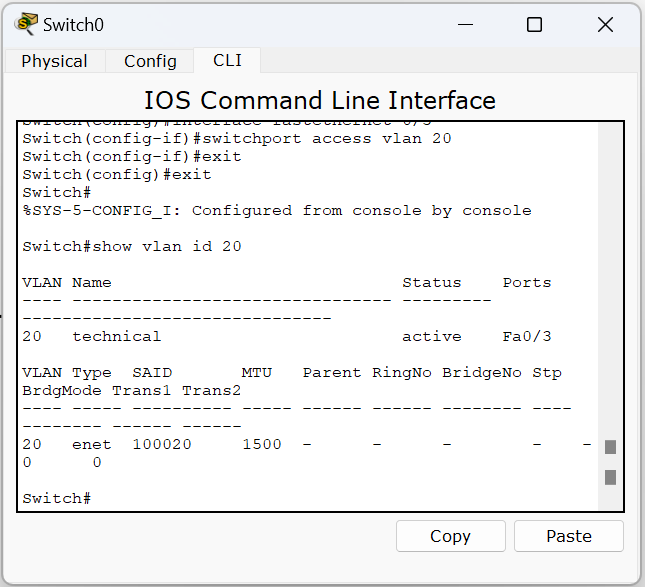 Switch0
Physical Config CLI
IOS Command Line Interface
Switch(config)#interface fastethernet 0/3
Switch(config-if)#switchport access vlan 20
Switch(config-if)#exit
Switch(config)#exit
Switch#
%SYS-5-CONFIG_I: Configured from console by console
Switch#show vlan id 20
VLAN Name                             Status    Ports
---- -------------------------------- ---------
-------------------------------
20   technical                        active    Fa0/3
VLAN Type  SAID       MTU   Parent RingNo BridgeNo Stp
BrdgMode Trans1 Trans2
---- ----- ---------- ----- ------ ------ -------- ----
-------- ------ ------
20   enet  100020     1500  -      -      -        -    -
0      0
Switch#
Copy Paste